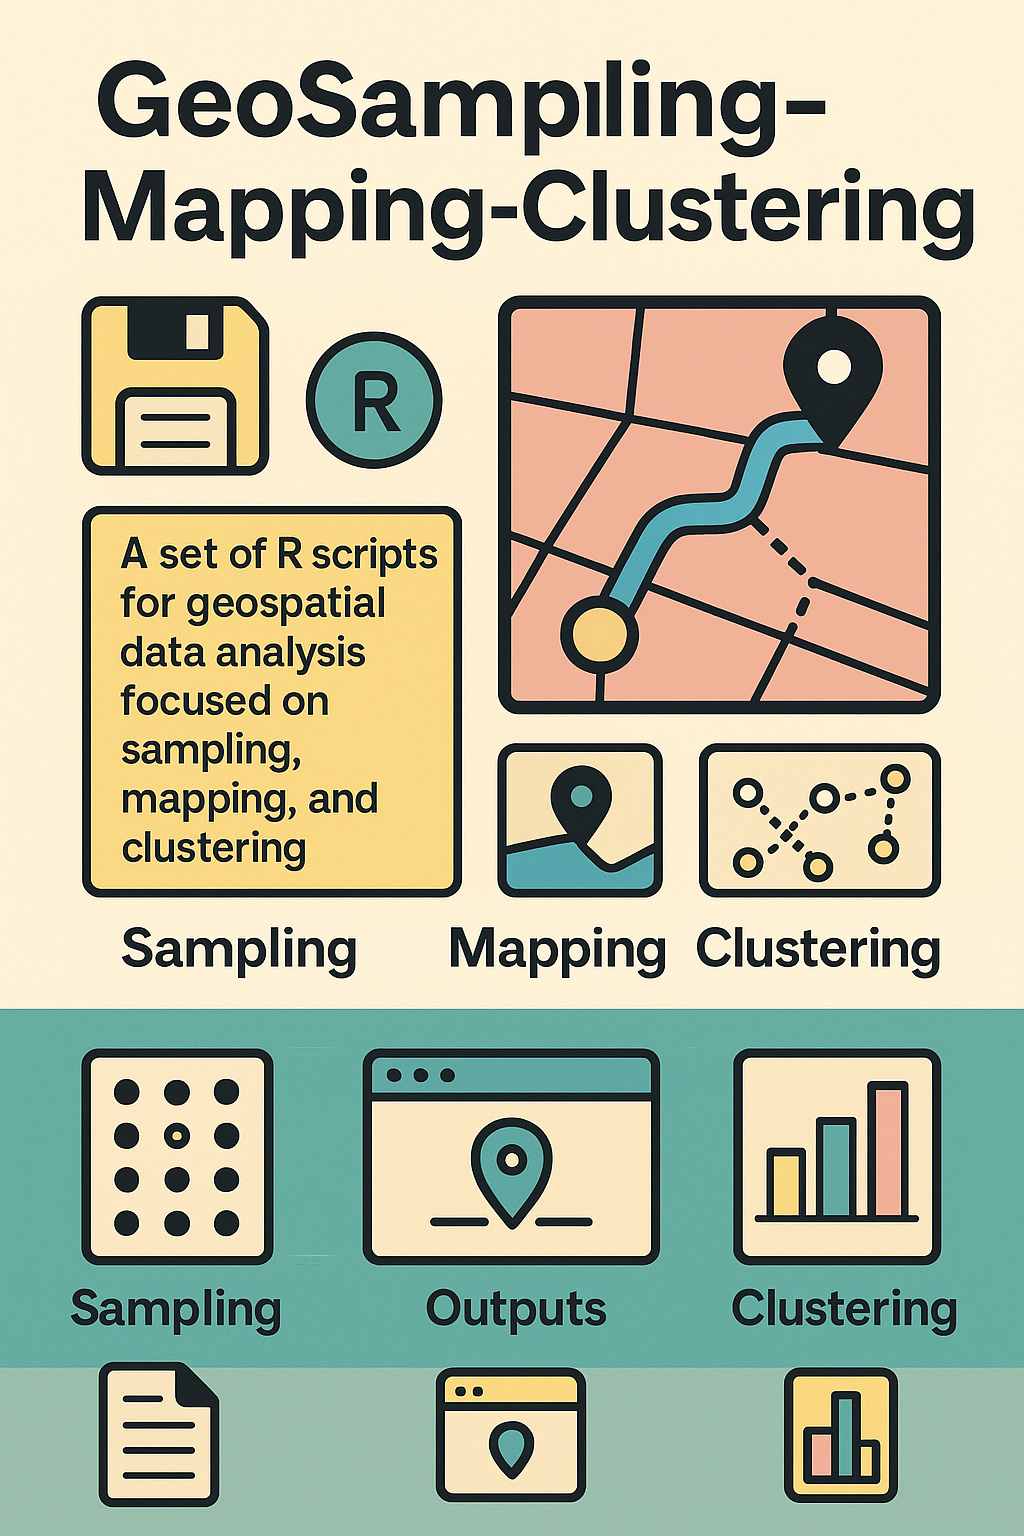 GeoSampling-
Mapping-Clustering
R
A set of R scripts
for geospatial
data analysis
focused on
sampling,
mapping, and
clustering
Sampling Mapping Clustering
Sampling Outputs Clustering